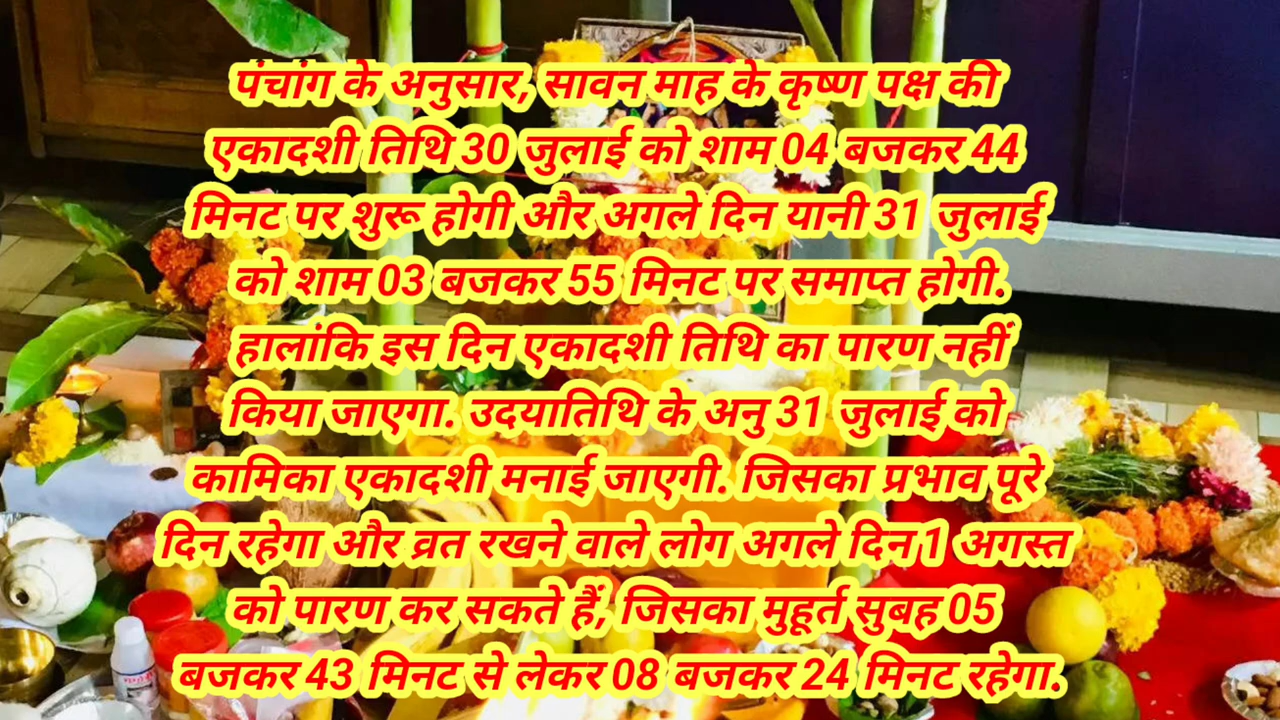 पंचांग के अनुसार, सावन माह के कृष्ण पक्ष की
एकादशी तिथि 30 जुलाई को शाम 04 बजकर 44
मिनट पर शुरू होगी और अगले दिन यानी 31 जुलाई
को शाम 03 बजकर 55 मिनट पर समाप्त होगी.
हालांकि इस दिन एकादशी तिथि का पारण नहीं
किया जाएगा. उदयातिथि के अनु 31 जुलाई को
कामिका एकादशी मनाई जाएगी. जिसका प्रभाव पूरे
दिन रहेगा और व्रत रखने वाले लोग अगले दिन 1 अगस्त
को पारण कर सकते हैं, जिसका मुहूर्त सुबह 05
बजकर 43 मिनट से लेकर 08 बजकर 24 मिनट रहेगा.